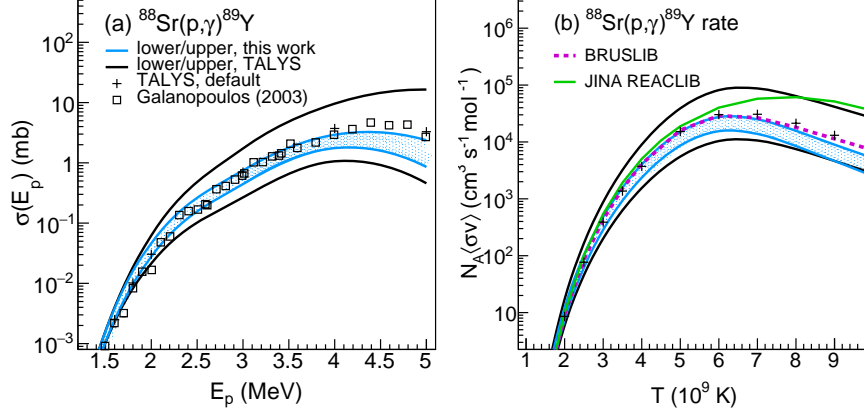 (a) ⁸⁸Sr(p,γ)⁸⁹Y
lower/upper, this work
lower/upper, TALYS
TALYS, default
Galanopoulos (2003)
σ(E_p) (mb)
10²
10
1
10⁻¹
10⁻²
10⁻³
1.5 2 2.5 3 3.5 4 4.5 5
E_p (MeV)
(b) ⁸⁸Sr(p,γ)⁸⁹Y rate
BRUSLIB
JINA REACLIB
N_A⟨σv⟩ (cm³ s⁻¹ mol⁻¹)
10⁶
10⁵
10⁴
10³
10²
10
1 2 3 4 5 6 7 8 9
T (10⁹ K)